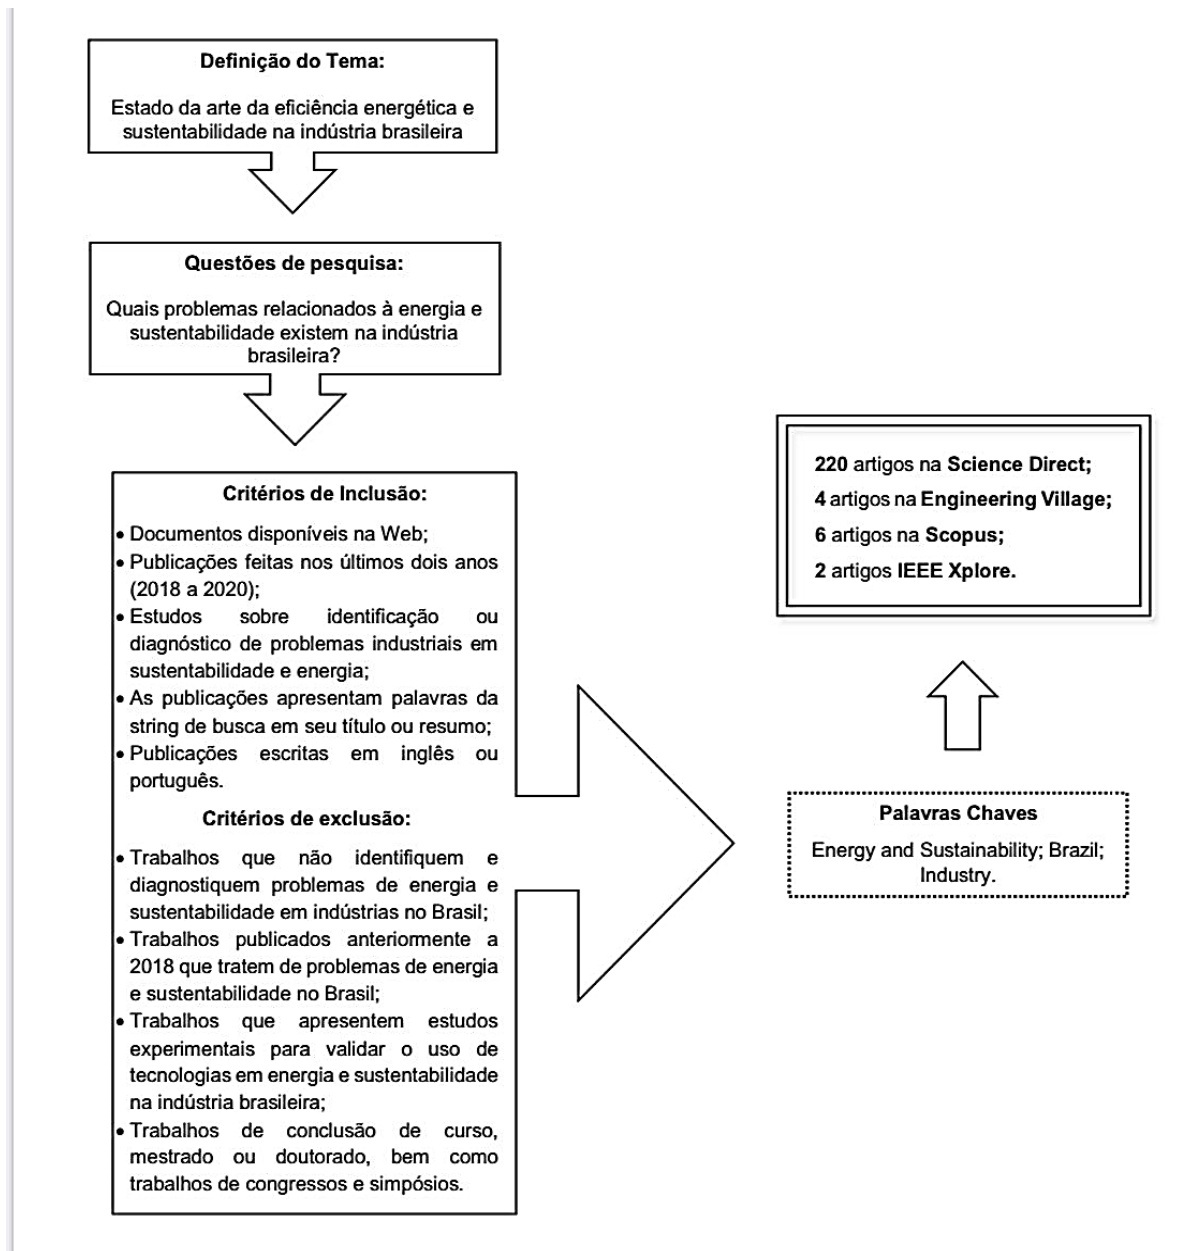 Definição do Tema:
Estado da arte da eficiência energética e
sustentabilidade na indústria brasileira
Questões de pesquisa:
Quais problemas relacionados à energia e
sustentabilidade existem na indústria
brasileira?
Critérios de Inclusão:
• Documentos disponíveis na Web;
• Publicações feitas nos últimos dois anos
(2018 a 2020);
• Estudos sobre identificação ou
diagnóstico de problemas industriais em
sustentabilidade e energia;
• As publicações apresentam palavras da
string de busca em seu título ou resumo;
• Publicações escritas em inglês ou
português.
Critérios de exclusão:
• Trabalhos que não identifiquem e
diagnostiquem problemas de energia e
sustentabilidade em indústrias no Brasil;
• Trabalhos publicados anteriormente a
2018 que tratem de problemas de energia
e sustentabilidade no Brasil;
• Trabalhos que apresentem estudos
experimentais para validar o uso de
tecnologias em energia e sustentabilidade
na indústria brasileira;
• Trabalhos de conclusão de curso,
mestrado ou doutorado, bem como
trabalhos de congressos e simpósios.
220 artigos na Science Direct;
4 artigos na Engineering Village;
6 artigos na Scopus;
2 artigos IEEE Xplore.
Palavras Chaves
Energy and Sustainability; Brazil;
Industry.